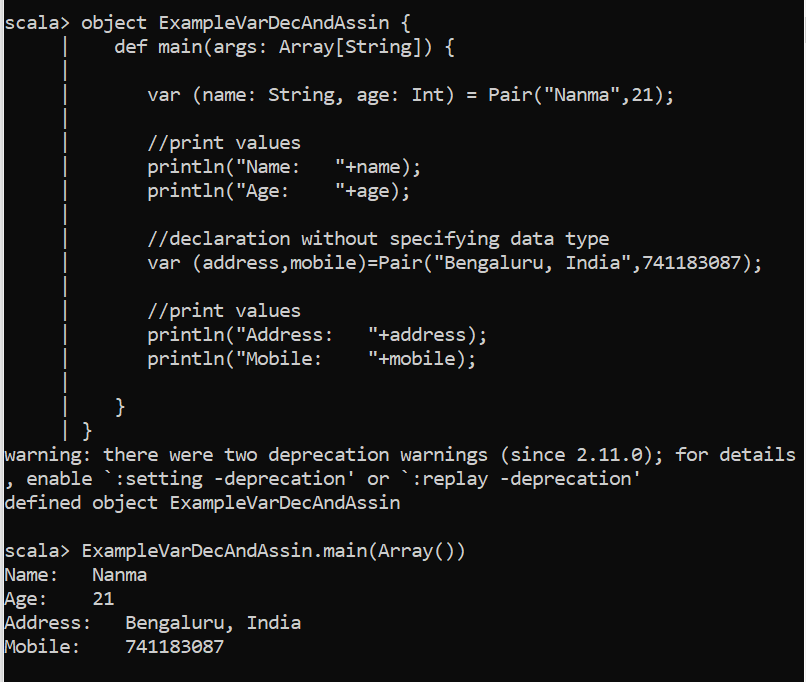 scala> object ExampleVarDecAndAssin {
     |    def main(args: Array[String]) {
     |
     |       var (name: String, age: Int) = Pair("Nanma",21);
     |
     |       //print values
     |       println("Name:   "+name);
     |       println("Age:    "+age);
     |
     |       //declaration without specifying data type
     |       var (address,mobile)=Pair("Bengaluru, India",741183087);
     |
     |       //print values
     |       println("Address:   "+address);
     |       println("Mobile:    "+mobile);
     |
     |    }
     | }
warning: there were two deprecation warnings (since 2.11.0); for details
, enable `:setting -deprecation' or `:replay -deprecation'
defined object ExampleVarDecAndAssin

scala> ExampleVarDecAndAssin.main(Array())
Name:   Nanma
Age:    21
Address:   Bengaluru, India
Mobile:    741183087